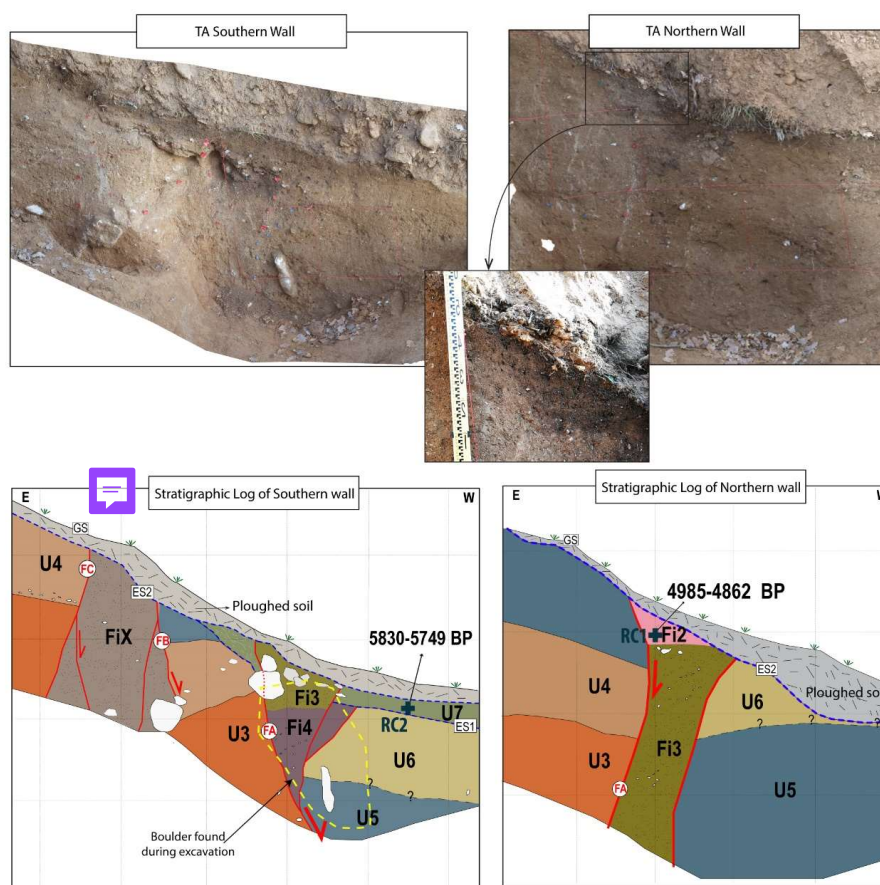 TA Southern Wall
TA Northern Wall
E
Stratigraphic Log of Southern wall
W
GS
U4
FC
ES2
Ploughed soil
FiX
FB
5830-5749 BP
Fi3
U7
RC2
ES1
U3
Fi4
FA
U6
?
U5
?
Boulder found
during excavation
E
Stratigraphic Log of Northern wall
GS
4985-4862 BP
RC1
Fi2
U4
ES2
U6
Ploughed so
?
?
?
U3
Fi3
U5
FA